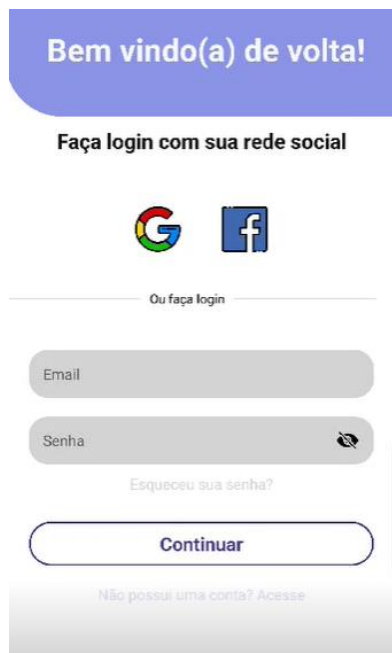 Bem vindo(a) de volta!
Faça login com sua rede social
Ou faça login
Email
Senha
Esqueceu sua senha?
Continuar
Não possui uma conta? Acesse